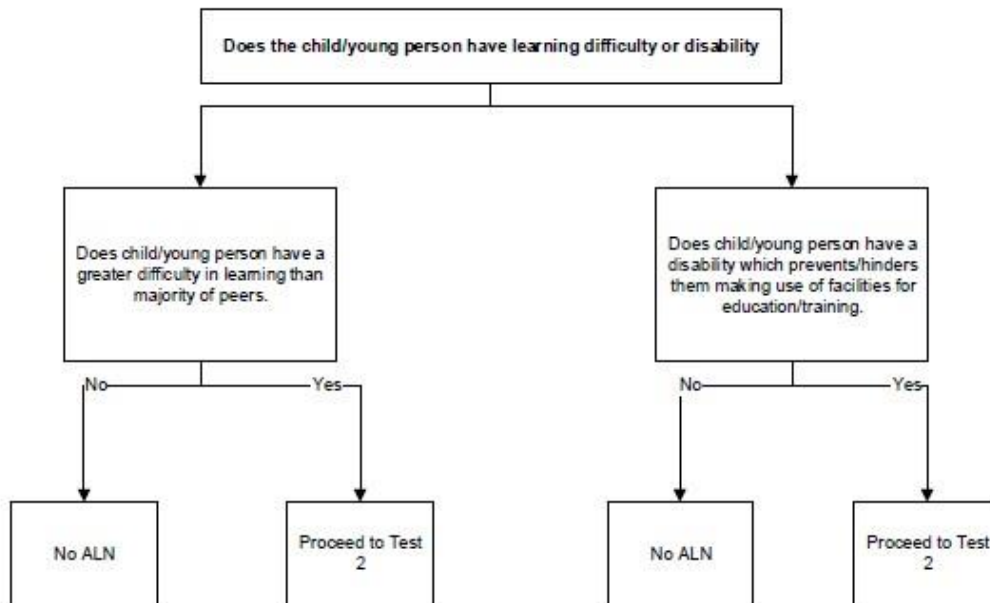 Does the child/young person have learning difficulty or disability
Does child/young person have a
greater difficulty in learning than
majority of peers.
Does child/young person have a
disability which prevents/hinders
them making use of facilities for
education/training.
No
Yes
No
Yes
No ALN
Proceed to Test
2
No ALN
Proceed to Test
2